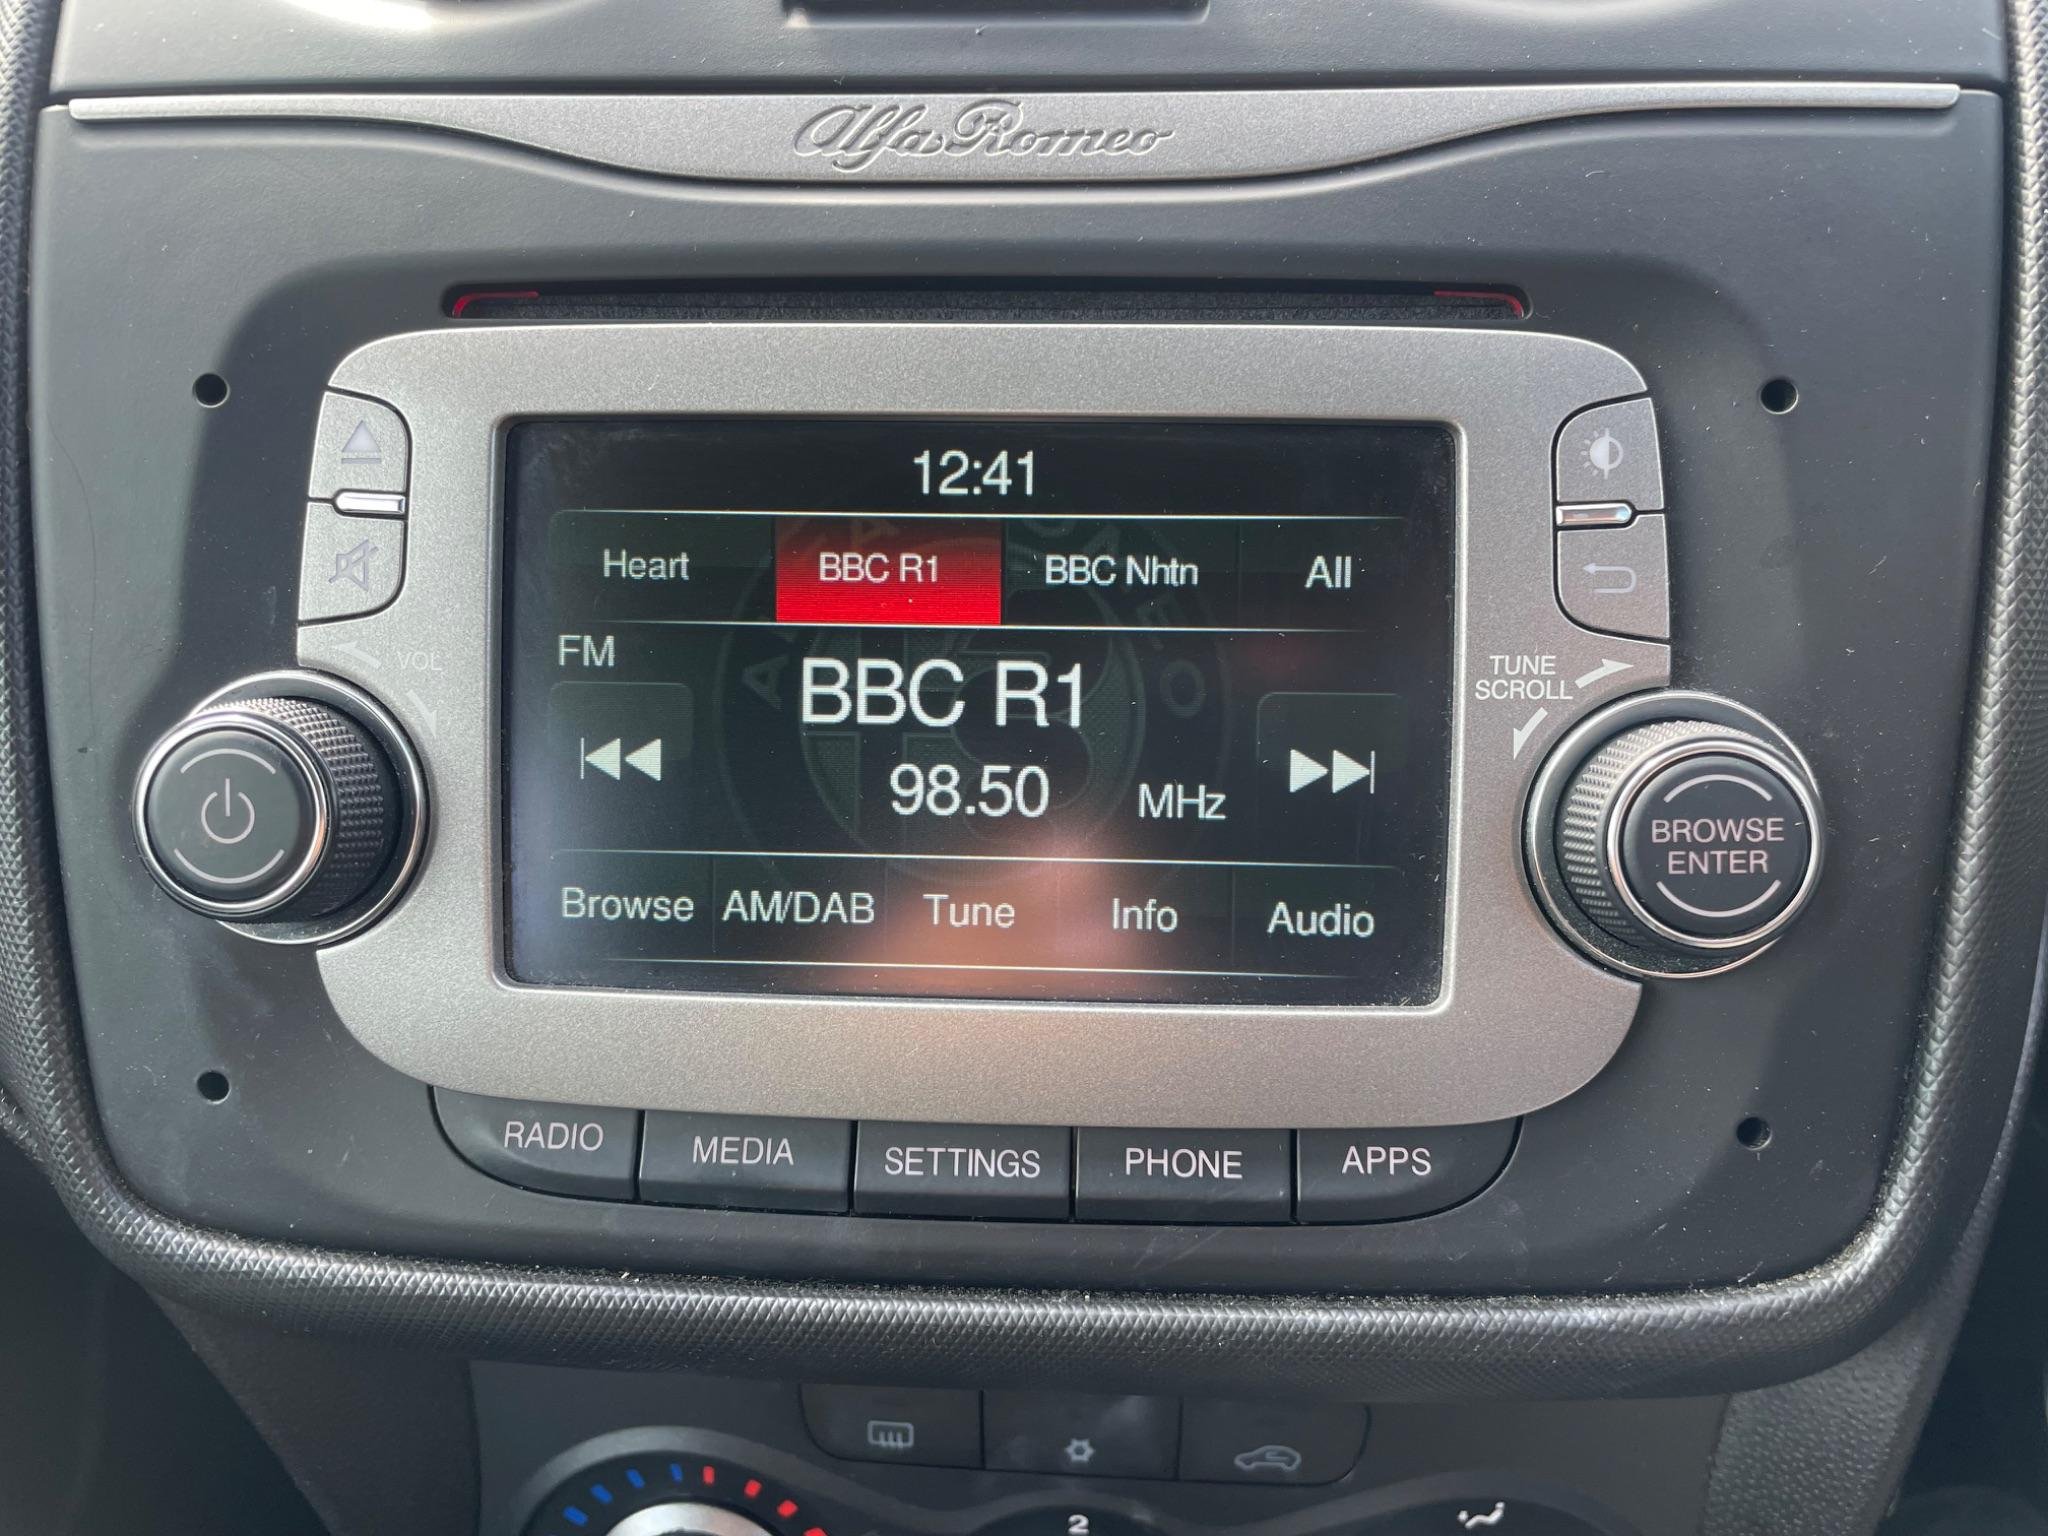 Alfa Romeo
12:41
Heart BBC R1 BBC Nhtn All
FM
BBC R1
98.50 MHz
Browse AM/DAB Tune Info Audio
VOL
TUNE
SCROLL
BROWSE
ENTER
RADIO MEDIA SETTINGS PHONE APPS
2